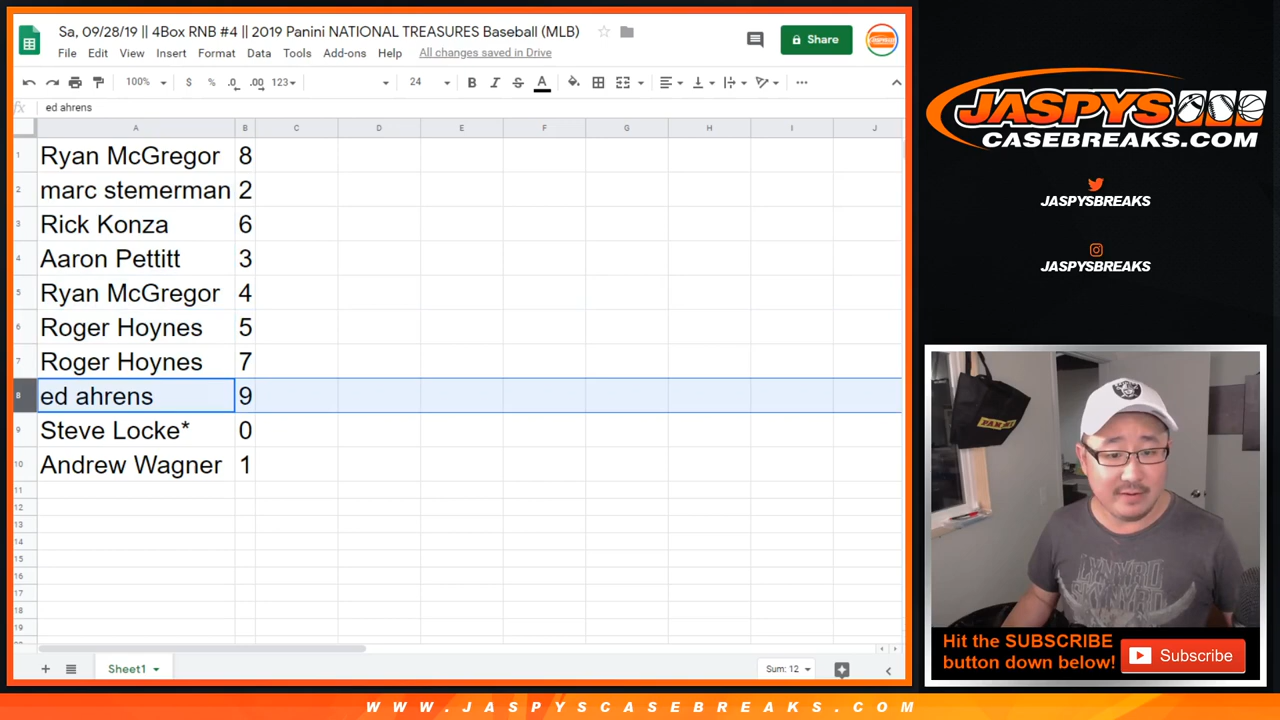 Sa, 09/28/19 || 4Box RNB #4 || 2019 Panini NATIONAL TREASURES Baseball (MLB)
File Edit View Insert Format Data Tools Add-ons Help All changes saved in Drive
Share
100% $ % .0 .00 123 24 B I S A
fx ed ahrens
A B C D E F G H I J
1 Ryan McGregor 8
2 marc stemerman 2
3 Rick Konza 6
4 Aaron Pettitt 3
5 Ryan McGregor 4
6 Roger Hoynes 5
7 Roger Hoynes 7
8 ed ahrens 9
9 Steve Locke* 0
10 Andrew Wagner 1
11
12
13
14
15
16
17
18
19
Sheet1
Sum: 12
JASPYS
CASEBREAKS.COM
JASPYSBREAKS
JASPYSBREAKS
PANINI
LYNYRD
SKYNYRD
Hit the SUBSCRIBE
button down below!
Subscribe
WWW.JASPYSCASEBREAKS.COM